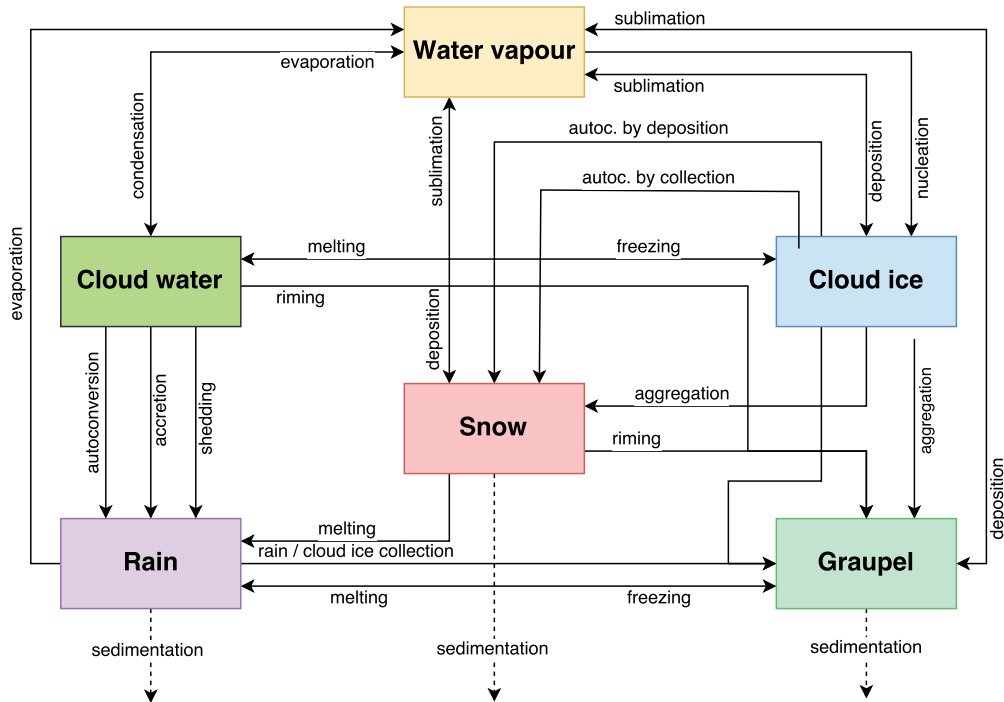 sublimation
Water vapour
evaporation
sublimation
autoc. by deposition
condensation
sublimation
deposition
nucleation
autoc. by collection
evaporation
melting
freezing
Cloud water
Cloud ice
riming
deposition
autoconversion
accretion
shedding
aggregation
aggregation
Snow
riming
deposition
melting
rain / cloud ice collection
Rain
Graupel
melting
freezing
sedimentation
sedimentation
sedimentation